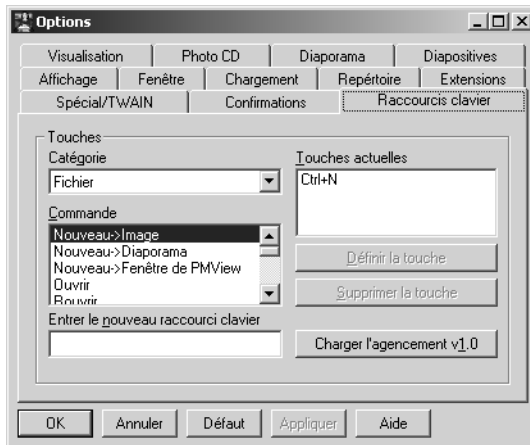 Options
Visualisation Photo CD Diaporama Diapositives
Affichage Fenêtre Chargement Repértoire Extensions
Spécial/TWAIN Confirmations Raccourcis clavier
Touches
Catégorie
Fichier
Commande
Nouveau->Image
Nouveau->Diaporama
Nouveau->Fenêtre de PMView
Ouvrir
Rouvrir
Entrer le nouveau raccourci clavier
Touches actuelles
Ctrl+N
Définir la touche
Supprimer la touche
Charger l'agencement v1.0
OK Annuler Défaut Appliquer Aide